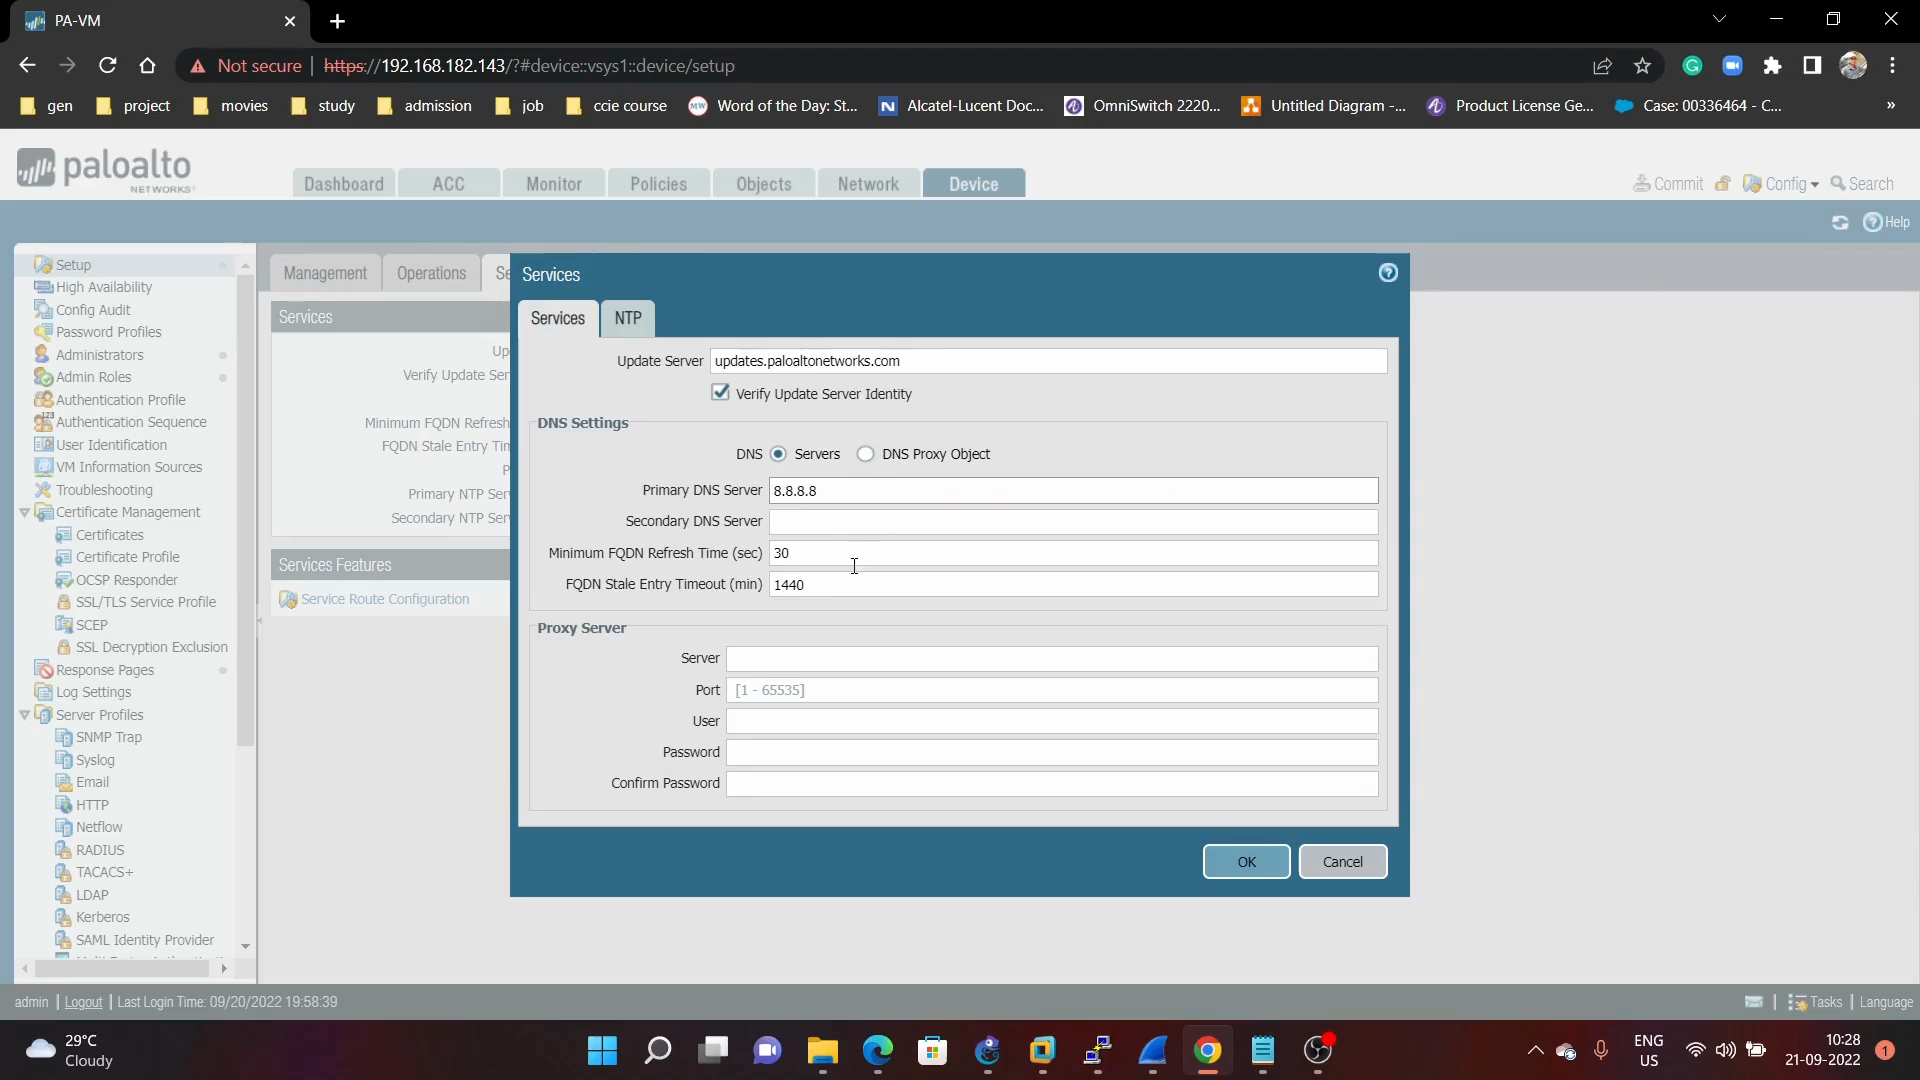 PA-VM
Not secure | https://192.168.182.143/?#device::vsys1::device/setup
gen project movies study admission job ccie course Word of the Day: St... Alcatel-Lucent Doc... OmniSwitch 2220... Untitled Diagram -... Product License Ge... Case: 00336464 - C... »
paloalto
NETWORKS
Dashboard ACC Monitor Policies Objects Network Device
Commit Config Search
Help
Setup
High Availability
Config Audit
Password Profiles
Administrators
Admin Roles
Authentication Profile
Authentication Sequence
User Identification
VM Information Sources
Troubleshooting
Certificate Management
Certificates
Certificate Profile
OCSP Responder
SSL/TLS Service Profile
SCEP
SSL Decryption Exclusion
Response Pages
Log Settings
Server Profiles
SNMP Trap
Syslog
Email
HTTP
Netflow
RADIUS
TACACS+
LDAP
Kerberos
SAML Identity Provider
Management Operations Se
Services
Up
Verify Update Ser
Minimum FQDN Refresh
FQDN Stale Entry Tim
P
Primary NTP Ser
Secondary NTP Ser
Services Features
Service Route Configuration
Services
Services NTP
Update Server updates.paloaltonetworks.com
Verify Update Server Identity
DNS Settings
DNS Servers DNS Proxy Object
Primary DNS Server 8.8.8.8
Secondary DNS Server
Minimum FQDN Refresh Time (sec) 30
FQDN Stale Entry Timeout (min) 1440
Proxy Server
Server
Port [1 - 65535]
User
Password
Confirm Password
OK Cancel
admin | Logout | Last Login Time: 09/20/2022 19:58:39
Tasks | Language
29°C
Cloudy
ENG
US
10:28
21-09-2022
1